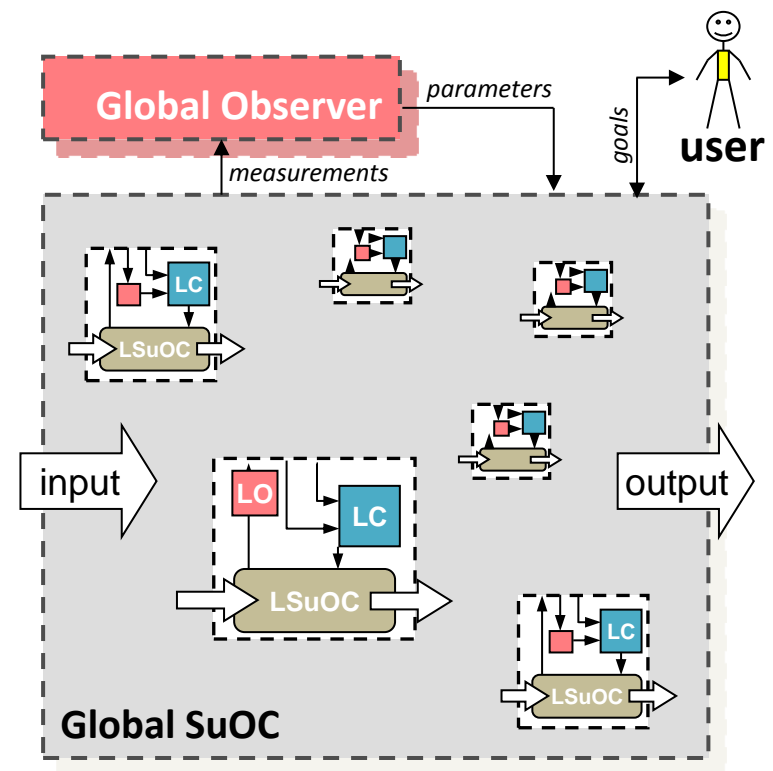 Global Observer
parameters
goals
user
measurements
LC
LSuOC
input
output
LO
LC
LSuOC
LC
LSuOC
Global SuOC